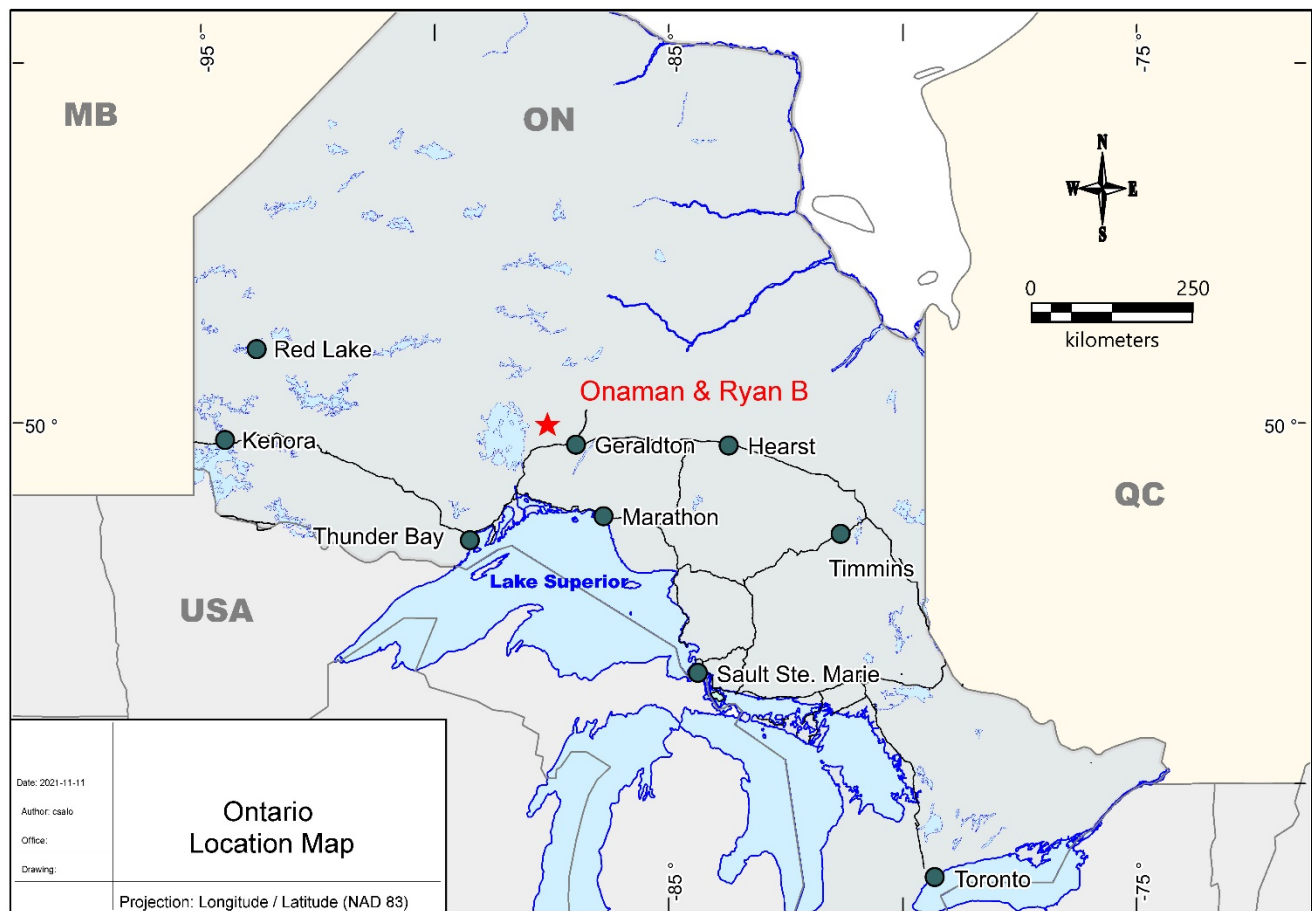 -95 °
-85 °
-75 °
MB
ON
N
W E
S
0 250
kilometers
Red Lake
Onaman & Ryan B
50 °
50 °
Kenora
Geraldton
Hearst
QC
Marathon
Thunder Bay
Timmins
Lake Superior
USA
Sault Ste. Marie
Date: 2021-11-11
Author: csalo
Office:
Drawing:
Ontario
Location Map
Projection: Longitude / Latitude (NAD 83)
-85 °
-75 °
Toronto